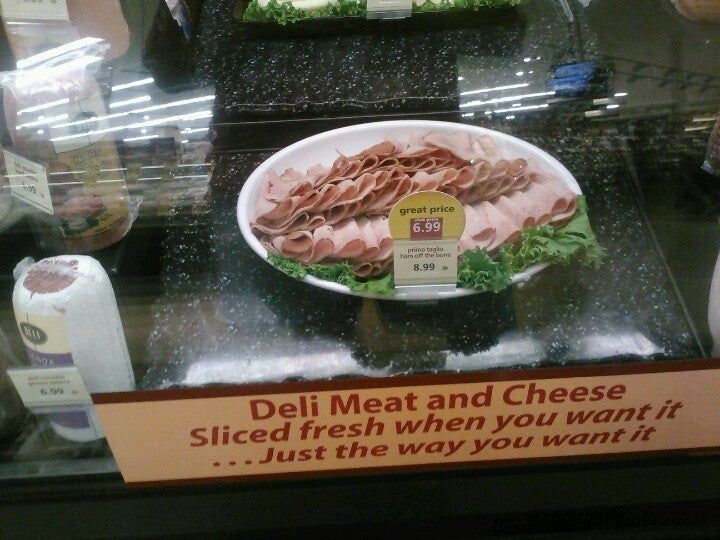 great price
6.99
primo taglio
ham off the bone
8.99 lb
6.99
Deli Meat and Cheese
Sliced fresh when you want it
...Just the way you want it